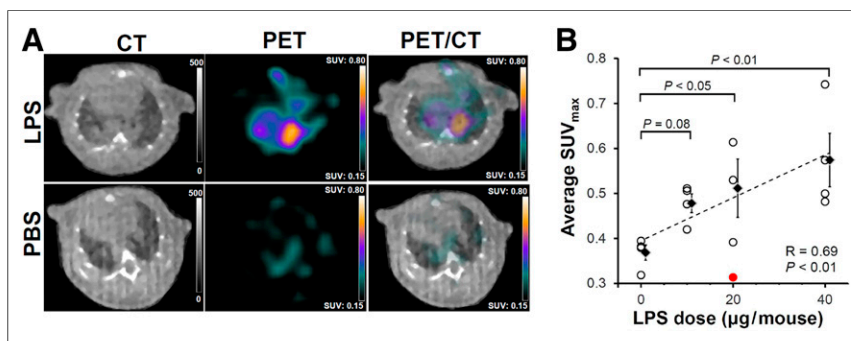 A
CT
PET
PET/CT
LPS
500
0
SUV: 0.80
SUV: 0.15
SUV: 0.80
SUV: 0.15
PBS
500
0
SUV: 0.80
SUV: 0.15
SUV: 0.80
SUV: 0.15
B
P < 0.01
P < 0.05
P = 0.08
Average SUVmax
0.8
0.7
0.6
0.5
0.4
0.3
R = 0.69
P < 0.01
0 10 20 30 40
LPS dose (µg/mouse)